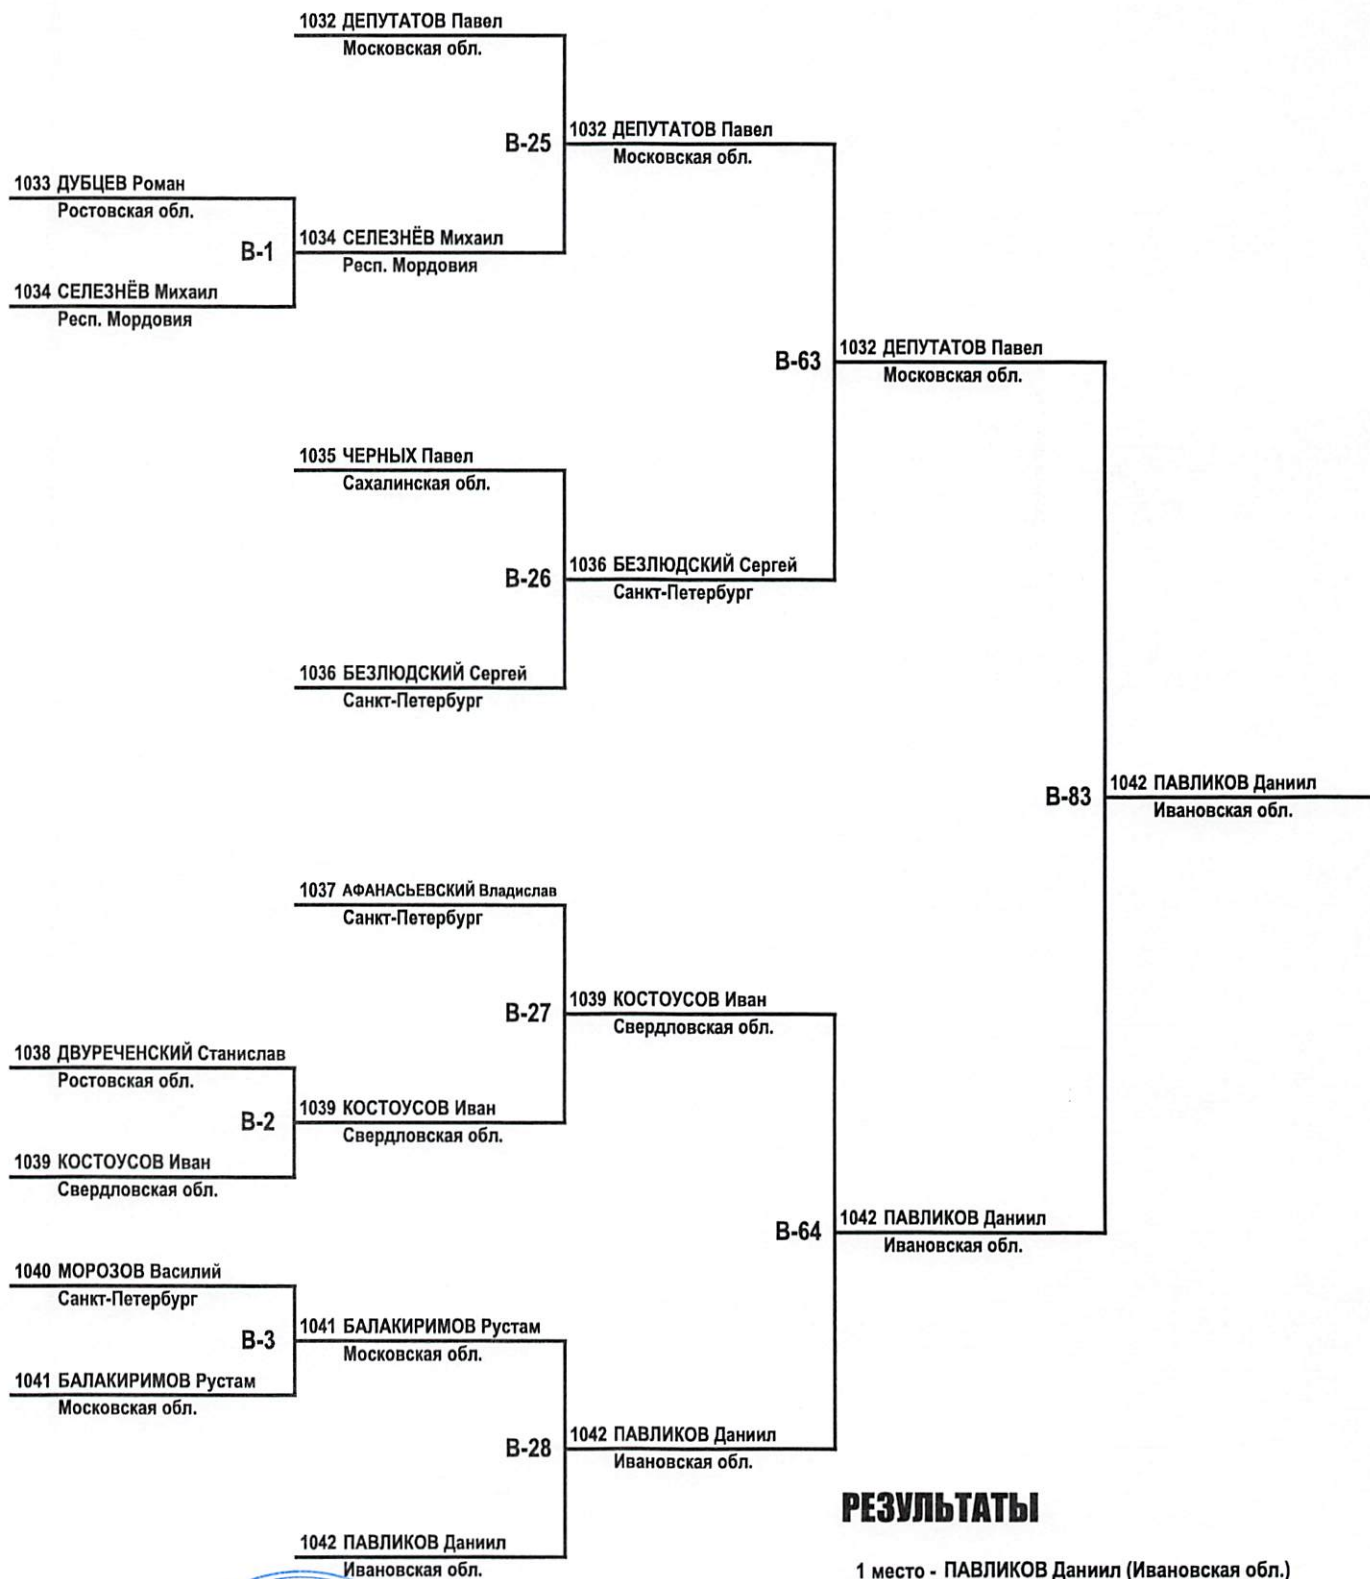 1032 ДЕПУТАТОВ Павел
Московская обл.
В-25
1032 ДЕПУТАТОВ Павел
Московская обл.
1033 ДУБЦЕВ Роман
Ростовская обл.
В-1
1034 СЕЛЕЗНЁВ Михаил
Респ. Мордовия
1034 СЕЛЕЗНЁВ Михаил
Респ. Мордовия
В-63
1032 ДЕПУТАТОВ Павел
Московская обл.
1035 ЧЕРНЫХ Павел
Сахалинская обл.
В-26
1036 БЕЗЛЮДСКИЙ Сергей
Санкт-Петербург
1036 БЕЗЛЮДСКИЙ Сергей
Санкт-Петербург
В-83
1042 ПАВЛИКОВ Даниил
Ивановская обл.
1037 АФАНАСЬЕВСКИЙ Владислав
Санкт-Петербург
В-27
1039 КОСТОУСОВ Иван
Свердловская обл.
1038 ДВУРЕЧЕНСКИЙ Станислав
Ростовская обл.
В-2
1039 КОСТОУСОВ Иван
Свердловская обл.
1039 КОСТОУСОВ Иван
Свердловская обл.
В-64
1042 ПАВЛИКОВ Даниил
Ивановская обл.
1040 МОРОЗОВ Василий
Санкт-Петербург
В-3
1041 БАЛАКИРИМОВ Рустам
Московская обл.
1041 БАЛАКИРИМОВ Рустам
Московская обл.
В-28
1042 ПАВЛИКОВ Даниил
Ивановская обл.
1042 ПАВЛИКОВ Даниил
Ивановская обл.
РЕЗУЛЬТАТЫ
1 место - ПАВЛИКОВ Даниил (Ивановская обл.)